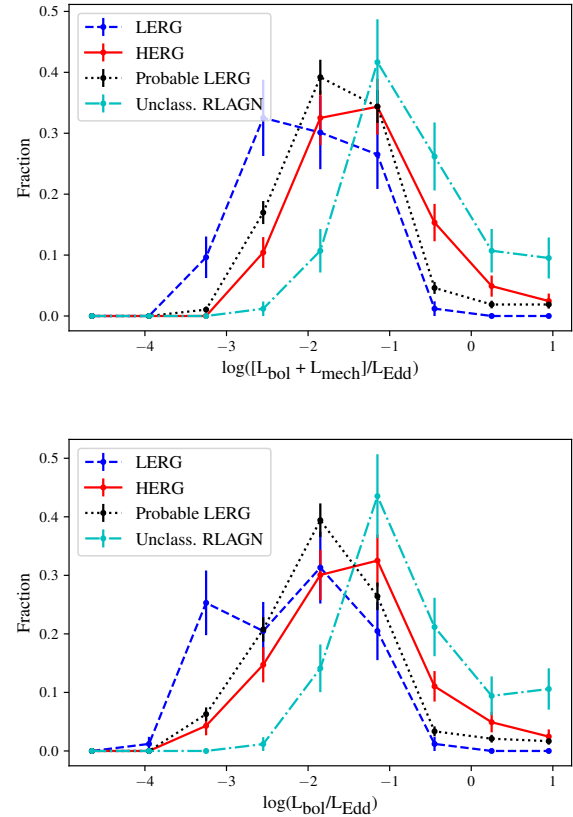 0.5
LERG
HERG
0.4
Probable LERG
Unclass. RLAGN
0.3
Fraction
0.2
0.1
0.0
−4 −3 −2 −1 0 1
log([L_bol + L_mech]/L_Edd)
0.5
LERG
HERG
0.4
Probable LERG
Unclass. RLAGN
0.3
Fraction
0.2
0.1
0.0
−4 −3 −2 −1 0 1
log(L_bol/L_Edd)